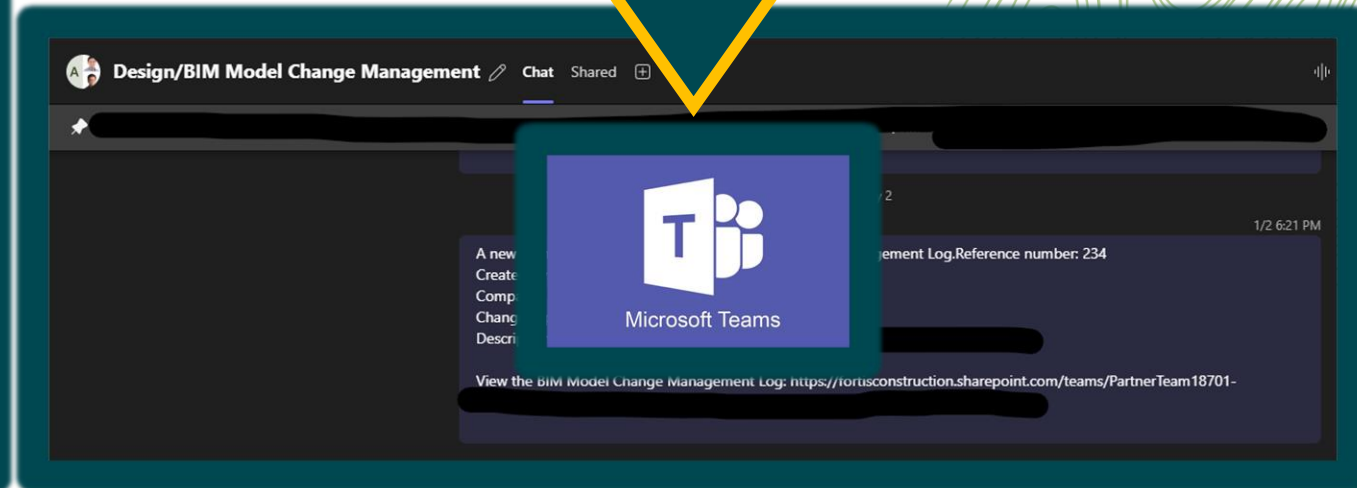 A
Design/BIM Model Change Management Chat Shared
2
1/2 6:21 PM
A new ement Log.Reference number: 234
Create
Comp
Chang
Descri
T
Microsoft Teams
View the BIM Model Change Management Log: https://fortisconstruction.sharepoint.com/teams/PartnerTeam18701-